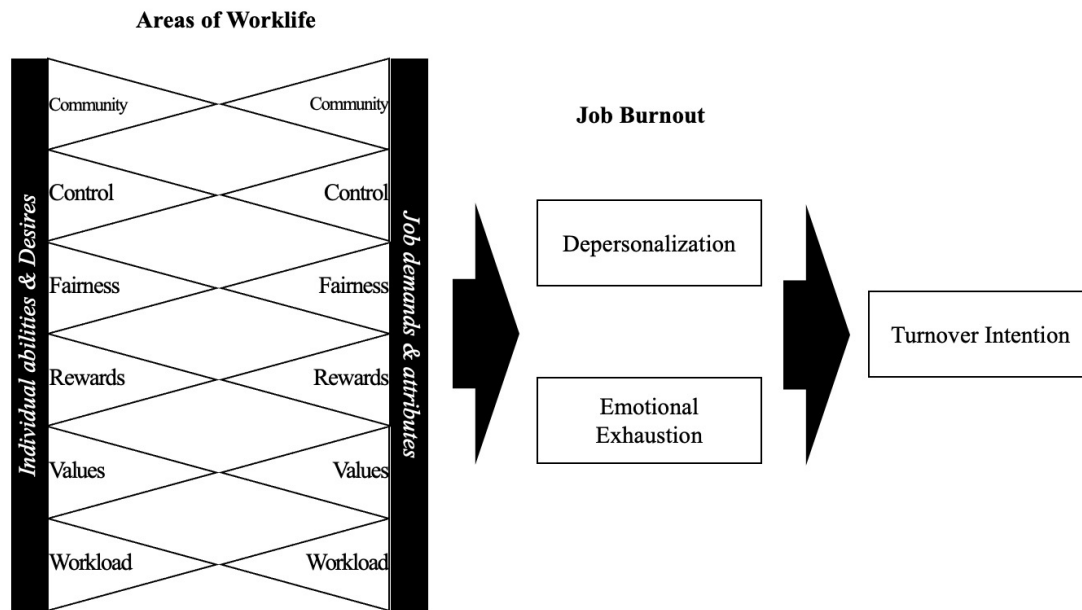 Areas of Worklife
Individual abilities & Desires
Community
Control
Fairness
Rewards
Values
Workload
Community
Control
Fairness
Rewards
Values
Workload
Job demands & attributes
Job Burnout
Depersonalization
Emotional
Exhaustion
Turnover Intention